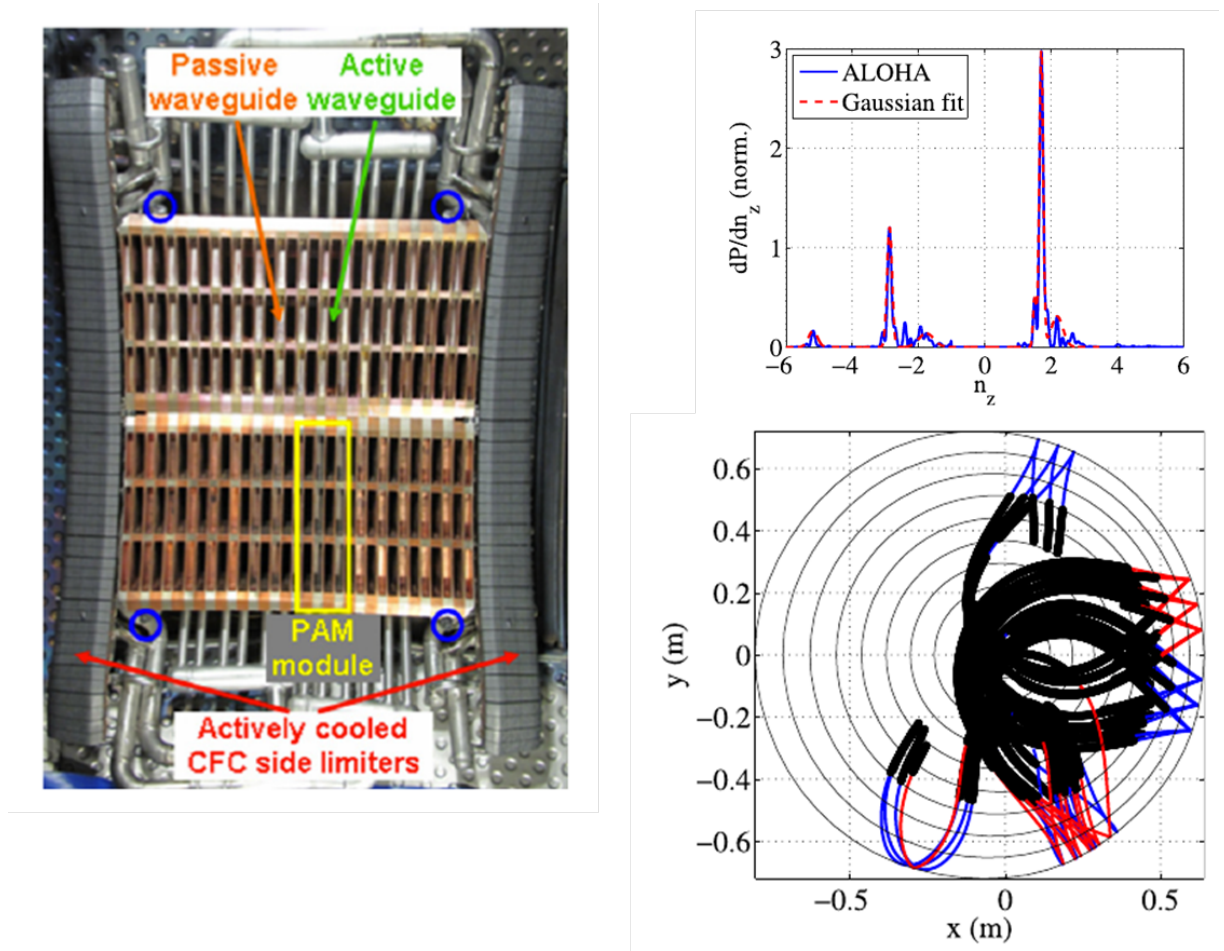 Passive Active
waveguide waveguide
PAM
module
Actively cooled
CFC side limiters
ALOHA
Gaussian fit
dP/dn_z (norm.)
3
2
1
0
−6 −4 −2 0 2 4 6
n_z
y (m)
0.6
0.4
0.2
0
−0.2
−0.4
−0.6
−0.5 0 0.5
x (m)